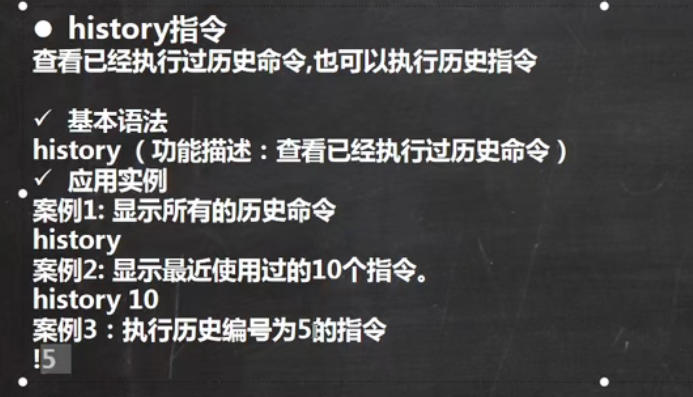 ● history指令
查看已经执行过历史命令,也可以执行历史指令
✓ 基本语法
history （功能描述：查看已经执行过历史命令）
✓ 应用实例
案例1: 显示所有的历史命令
history
案例2: 显示最近使用过的10个指令。
history 10
案例3：执行历史编号为5的指令
!5